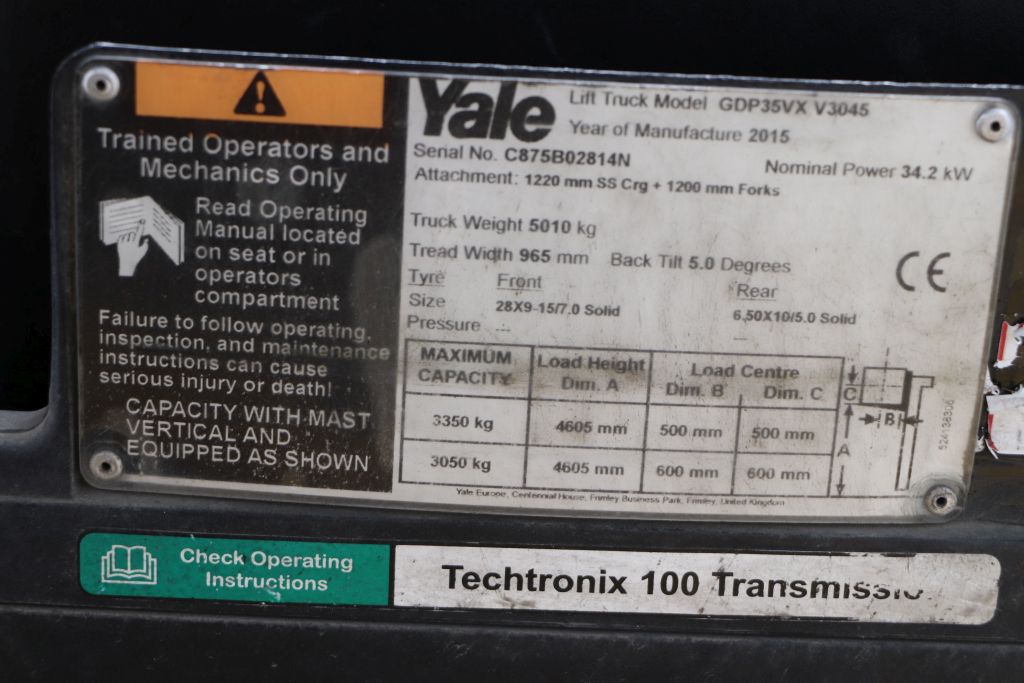 Trained Operators and
Mechanics Only
Read Operating
Manual located
on seat or in
operators
compartment
Failure to follow operating,
inspection, and maintenance
instructions can cause
serious injury or death!
CAPACITY WITH MAST
VERTICAL AND
EQUIPPED AS SHOWN
Yale
Lift Truck Model GDP35VX V3045
Year of Manufacture 2015
Serial No. C875B02814N
Nominal Power 34.2 kW
Attachment: 1220 mm SS Crg + 1200 mm Forks
Truck Weight 5010 kg
Tread Width 965 mm Back Tilt 5.0 Degrees
CE
Tyre Front Rear
Size 28X9-15/7.0 Solid 6.50X10/5.0 Solid
Pressure --- —
MAXIMUM CAPACITY Load Height Dim. A Load Centre Dim. B Dim. C
3350 kg 4605 mm 500 mm 500 mm
3050 kg 4605 mm 600 mm 600 mm
C
B
A
524138306
Yale Europe, Centennial House, Frimley Business Park, Frimley, United Kingdom
Check Operating
Instructions
Techtronix 100 Transmissio